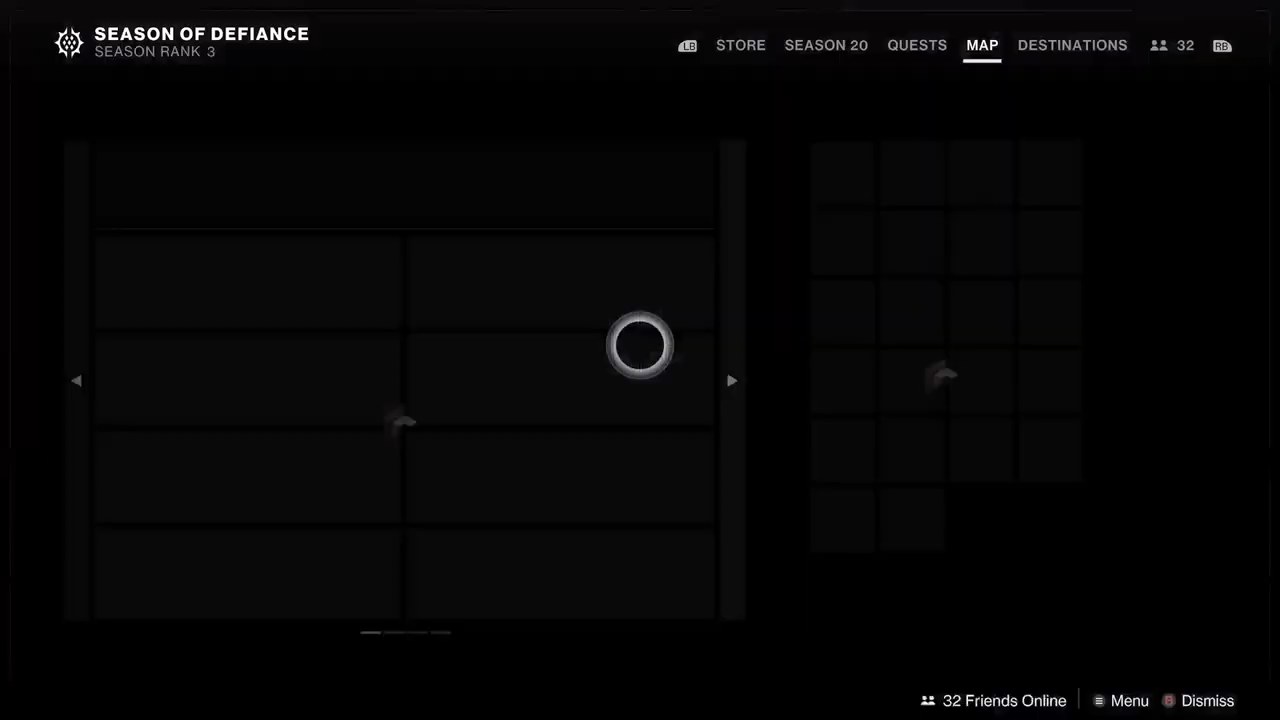 SEASON OF DEFIANCE
SEASON RANK 3
LB STORE SEASON 20 QUESTS MAP DESTINATIONS 32 RB
32 Friends Online Menu B Dismiss